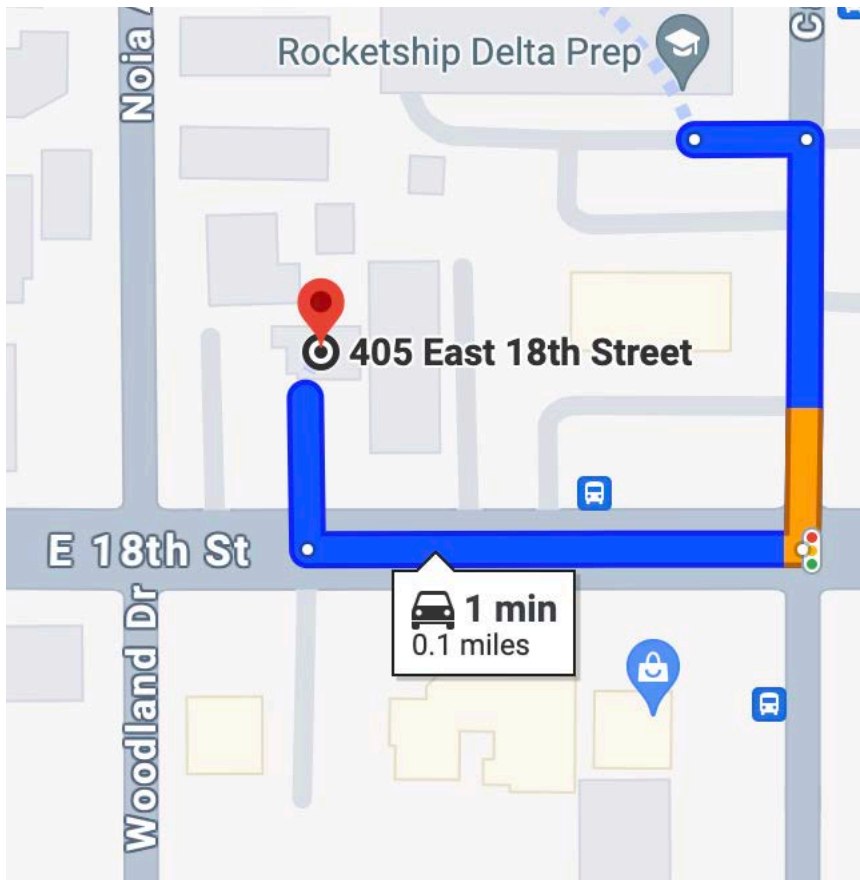 Noia
Rocketship Delta Prep
405 East 18th Street
E 18th St
1 min
0.1 miles
Woodland Dr